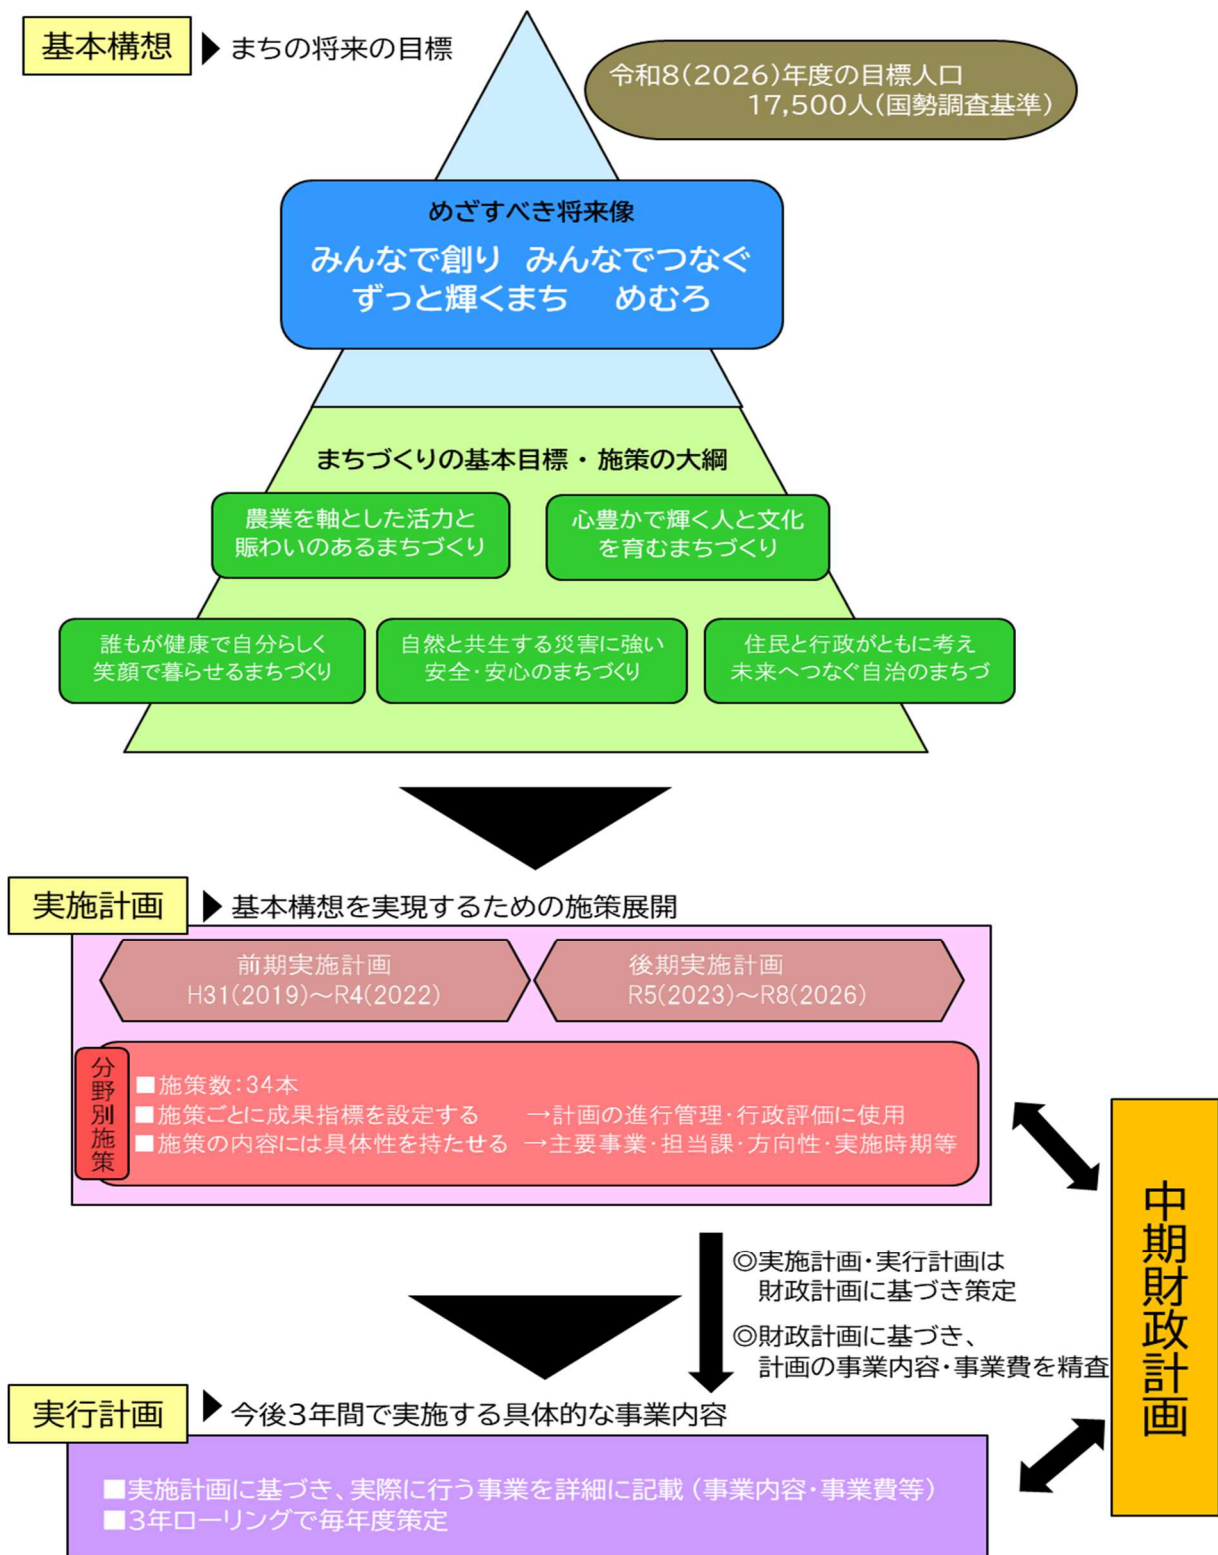 基本構想
▶まちの将来の目標
令和8(2026)年度の目標人口
17,500人(国勢調査基準)
めざすべき将来像
みんなで創り みんなでつなぐ
ずっと輝くまち めむろ
まちづくりの基本目標・施策の大綱
農業を軸とした活力と
賑わいのあるまちづくり
心豊かで輝く人と文化
を育むまちづくり
誰もが健康で自分らしく
笑顔で暮らせるまちづくり
自然と共生する災害に強い
安全・安心のまちづくり
住民と行政がともに考え
未来へつなぐ自治のまちづ
実施計画
▶基本構想を実現するための施策展開
前期実施計画
H31(2019)～R4(2022)
後期実施計画
R5(2023)～R8(2026)
分野別施策
■施策数:34本
■施策ごとに成果指標を設定する →計画の進行管理・行政評価に使用
■施策の内容には具体性を持たせる →主要事業・担当課・方向性・実施時期等
◎実施計画・実行計画は
財政計画に基づき策定
◎財政計画に基づき、
計画の事業内容・事業費を精査
中期財政計画
実行計画
▶今後3年間で実施する具体的な事業内容
■実施計画に基づき、実際に行う事業を詳細に記載(事業内容・事業費等)
■3年ローリングで毎年度策定